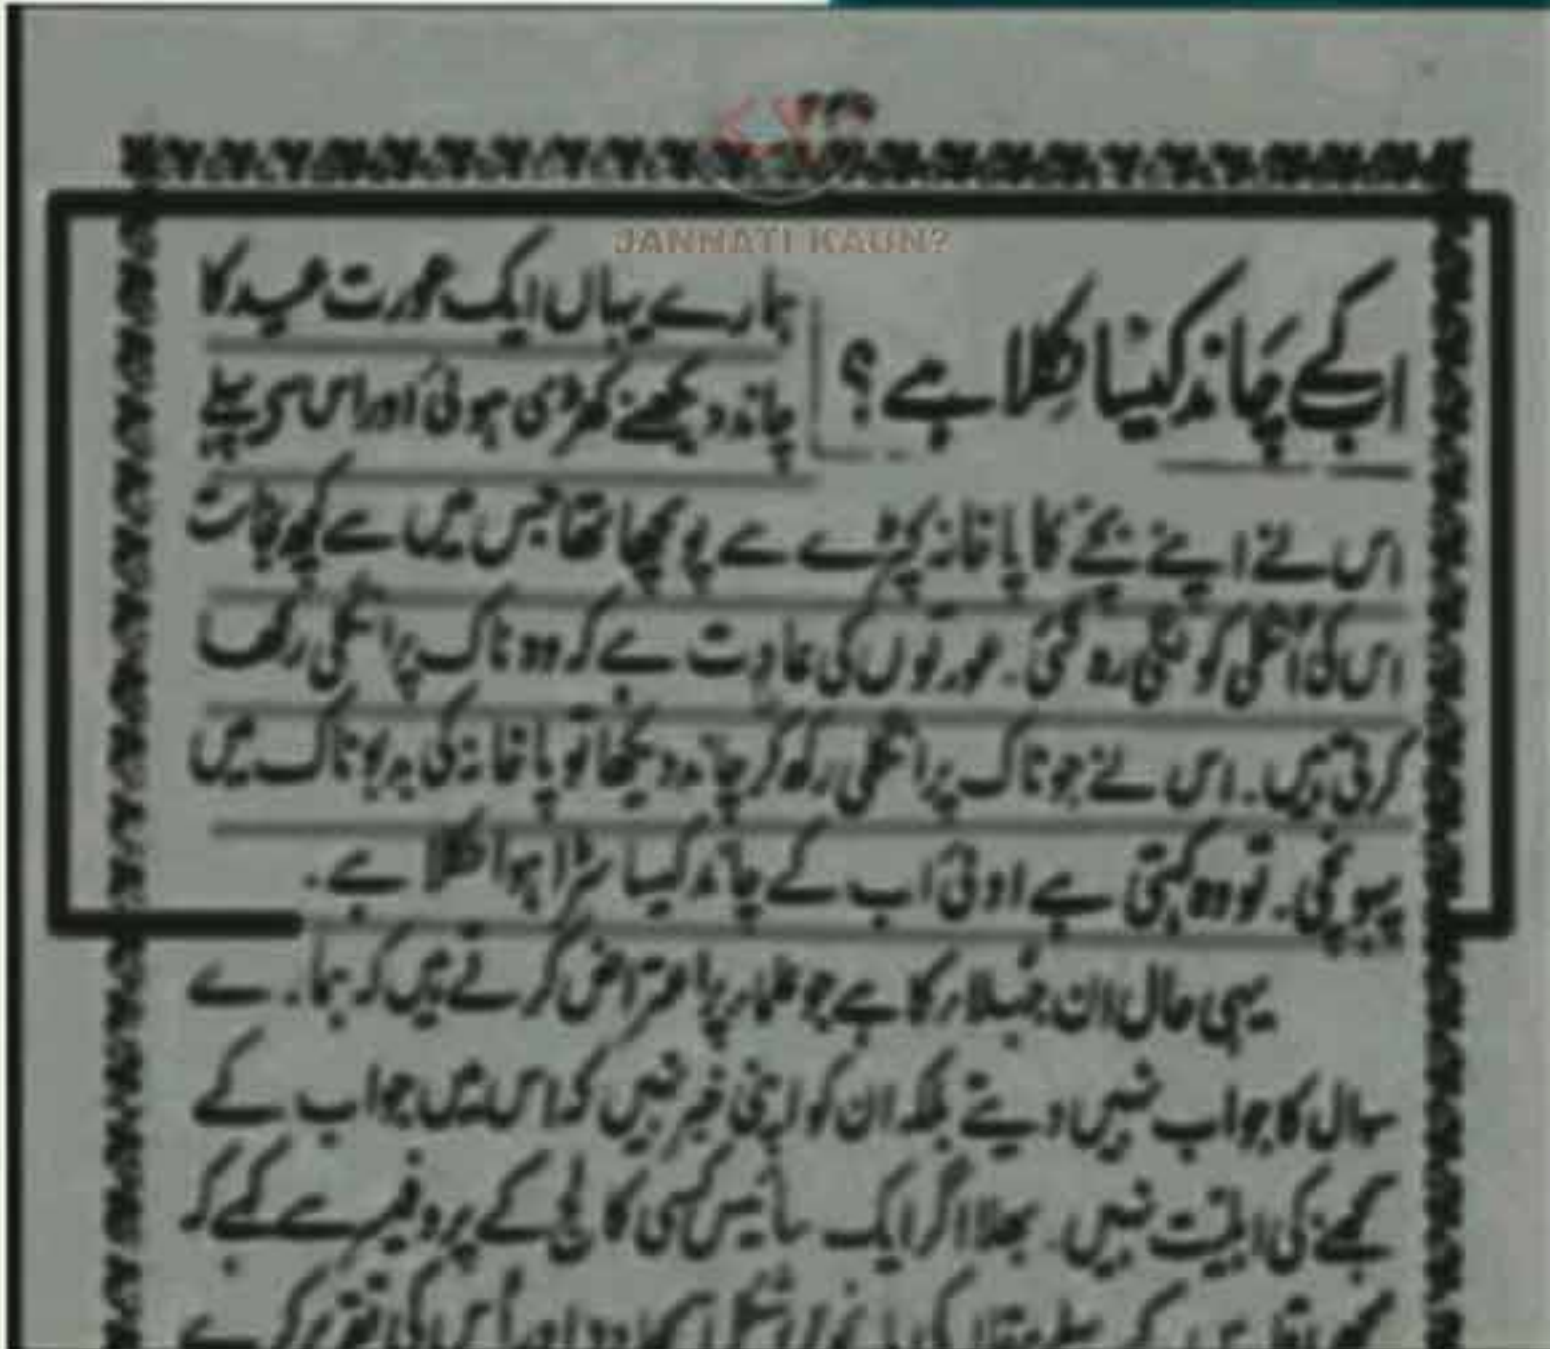 JANNATI KAUN?
ابکے چاند کیسا نکلا ہے؟
ہمارے یہاں ایک عورت عید کا
چاند دیکھنے کھڑی ہوئی اور اس سے پہلے
اس نے اپنے بچے کا پاخانہ کپڑے سے پونچھا تھا جس میں سے کچھ
اس کی انگلی کو لگی رہ گئی۔ عورتوں کی عادت ہے کہ وہ ناک پر انگلی رکھ
کرتی ہیں۔ اس نے جو ناک پر انگلی رکھ کر چاند دیکھا تو پاخانہ کی بدبو ناک میں
پہونچی۔ تو وہ کہتی ہے اوئی اب کے چاند کیسا سڑا ہوا نکلا ہے۔
یہی حال ان جہلاء کا ہے جو علماء پر اعتراض کرتے ہیں کہ ہمارے
سوال کا جواب نہیں دیتے بلکہ ان کو اپنی خبر نہیں کہ اس میں جواب کے
سمجھنے کی اہلیت نہیں۔ بھلا اگر ایک سائیس کسی کالج کے پروفیسر سے کہے کہ